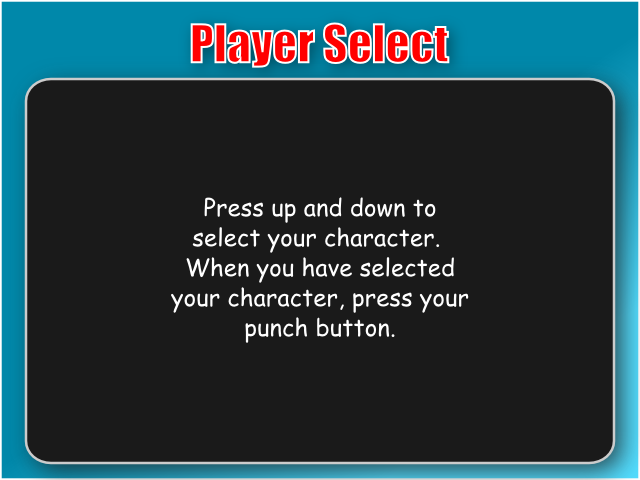 Player Select
Press up and down to
select your character.
When you have selected
your character, press your
punch button.